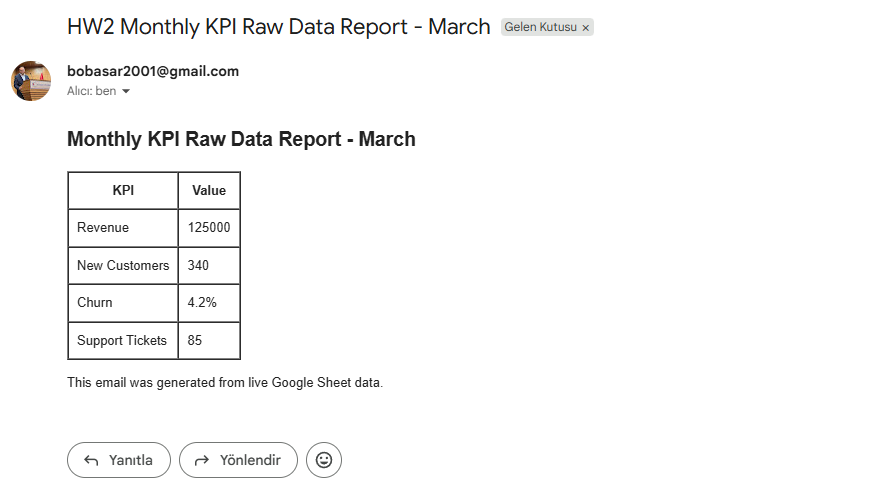 HW2 Monthly KPI Raw Data Report - March Gelen Kutusu ×
bobasar2001@gmail.com
Alıcı: ben
Monthly KPI Raw Data Report - March
KPI Value
Revenue 125000
New Customers 340
Churn 4.2%
Support Tickets 85
This email was generated from live Google Sheet data.
Yanıtla Yönlendir